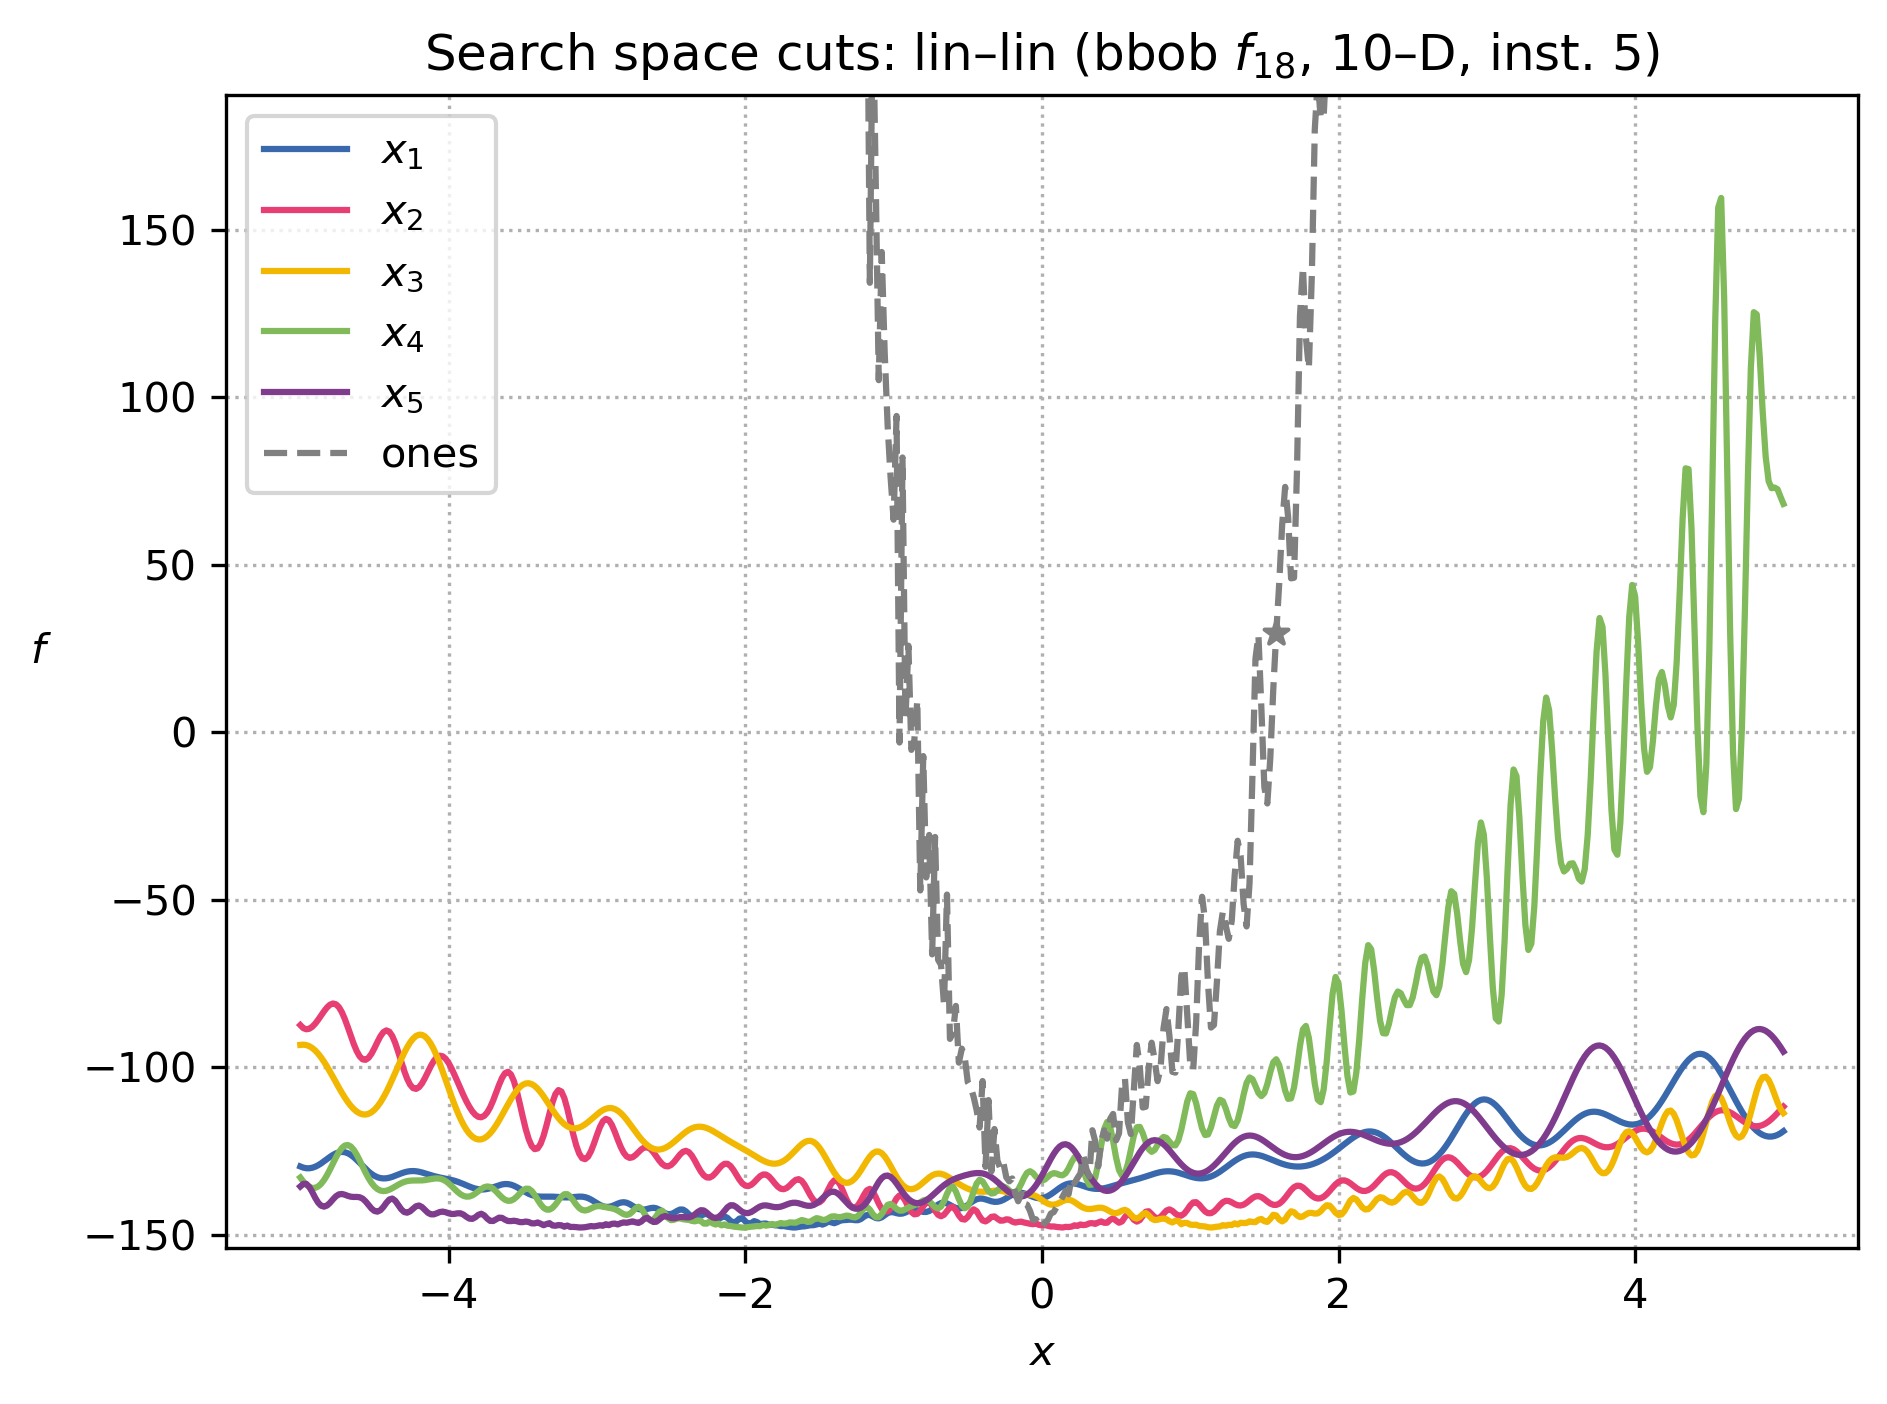 Search space cuts: lin–lin (bbob f18, 10–D, inst. 5)
x1
x2
x3
x4
x5
ones
150
100
50
0
−50
−100
−150
f
−4
−2
0
2
4
x